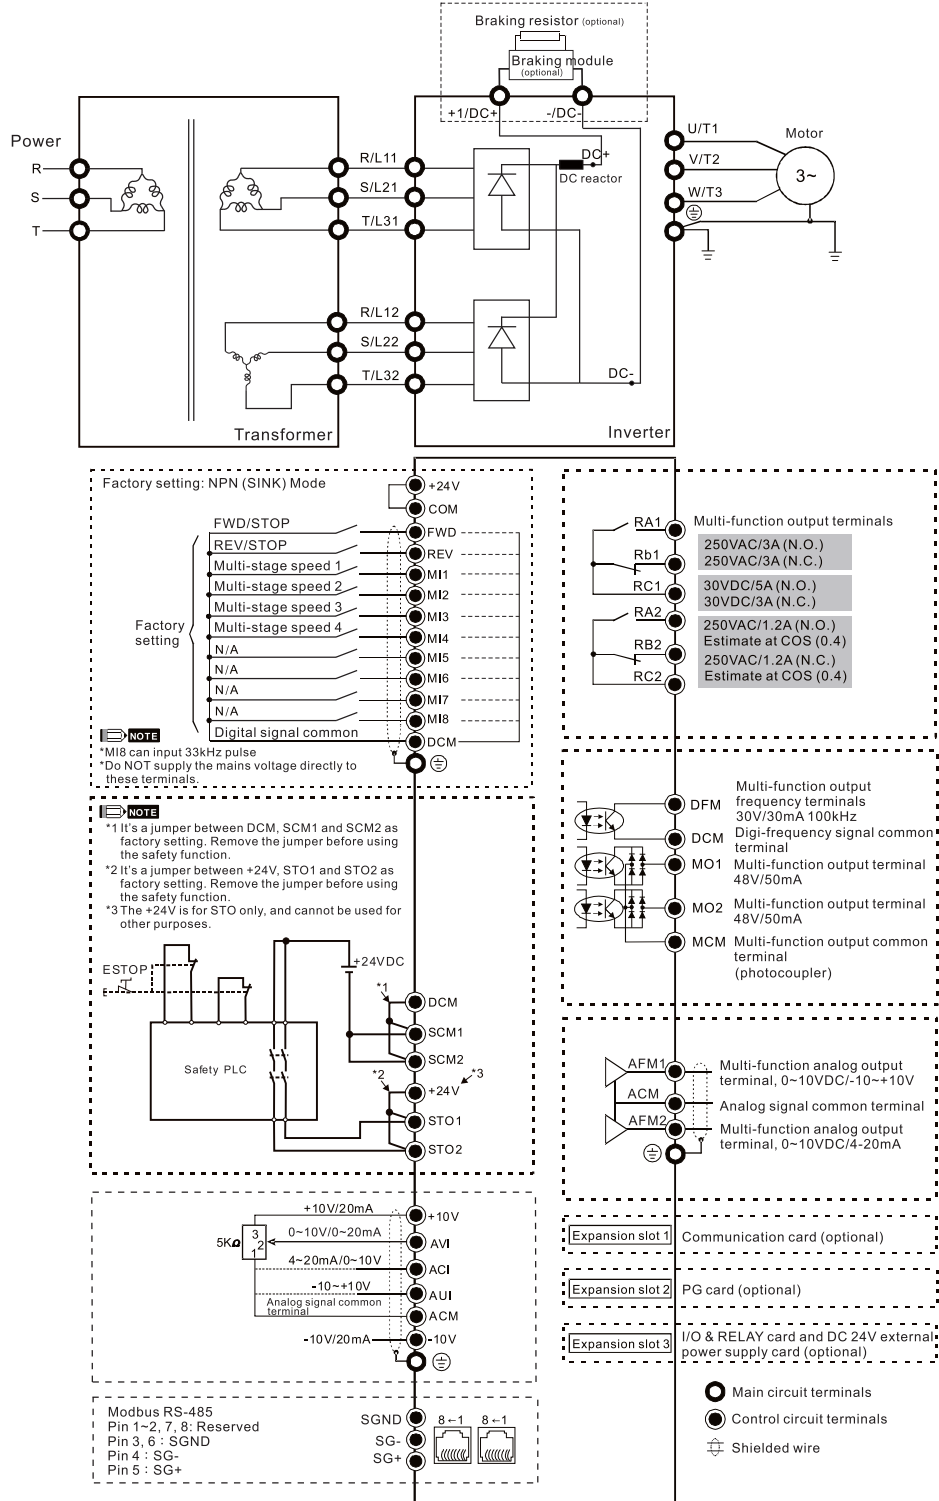 Braking resistor (optional)
Braking module
(optional)
+1/DC+
-/DC-
Power
R
S
T
R/L11
S/L21
T/L31
R/L12
S/L22
T/L32
DC+
DC reactor
DC-
U/T1
V/T2
W/T3
Motor
3~
Transformer
Inverter
Factory setting: NPN (SINK) Mode
+24V
COM
FWD/STOP
FWD
REV/STOP
REV
Multi-stage speed 1
MI1
Multi-stage speed 2
MI2
Multi-stage speed 3
MI3
Multi-stage speed 4
MI4
Factory
setting
N/A
MI5
N/A
MI6
N/A
MI7
N/A
MI8
Digital signal common
DCM
NOTE
*MI8 can input 33kHz pulse
*Do NOT supply the mains voltage directly to
these terminals.
NOTE
*1 It's a jumper between DCM, SCM1 and SCM2 as
factory setting. Remove the jumper before using
the safety function.
*2 It's a jumper between +24V, STO1 and STO2 as
factory setting. Remove the jumper before using
the safety function.
*3 The +24V is for STO only, and cannot be used for
other purposes.
ESTOP
+24VDC
Safety PLC
*1
DCM
SCM1
SCM2
*2
*3
+24V
STO1
STO2
+10V/20mA
+10V
5KΩ
3
2
1
0~10V/0~20mA
AVI
4~20mA/0~10V
ACI
-10~+10V
AUI
Analog signal common
terminal
ACM
-10V/20mA
-10V
Modbus RS-485
Pin 1~2, 7, 8: Reserved
Pin 3, 6 : SGND
Pin 4 : SG-
Pin 5 : SG+
SGND
SG-
SG+
8←1
8←1
RA1
Multi-function output terminals
250VAC/3A (N.O.)
250VAC/3A (N.C.)
Rb1
30VDC/5A (N.O.)
30VDC/3A (N.C.)
RC1
RA2
250VAC/1.2A (N.O.)
Estimate at COS (0.4)
RB2
250VAC/1.2A (N.C.)
Estimate at COS (0.4)
RC2
DFM
Multi-function output
frequency terminals
30V/30mA 100kHz
DCM
Digi-frequency signal common
terminal
MO1
Multi-function output terminal
48V/50mA
MO2
Multi-function output terminal
48V/50mA
MCM
Multi-function output common
terminal
(photocoupler)
AFM1
Multi-function analog output
terminal, 0~10VDC/-10~+10V
ACM
Analog signal common terminal
AFM2
Multi-function analog output
terminal, 0~10VDC/4-20mA
Expansion slot 1
Communication card (optional)
Expansion slot 2
PG card (optional)
Expansion slot 3
I/O & RELAY card and DC 24V external
power supply card (optional)
Main circuit terminals
Control circuit terminals
Shielded wire